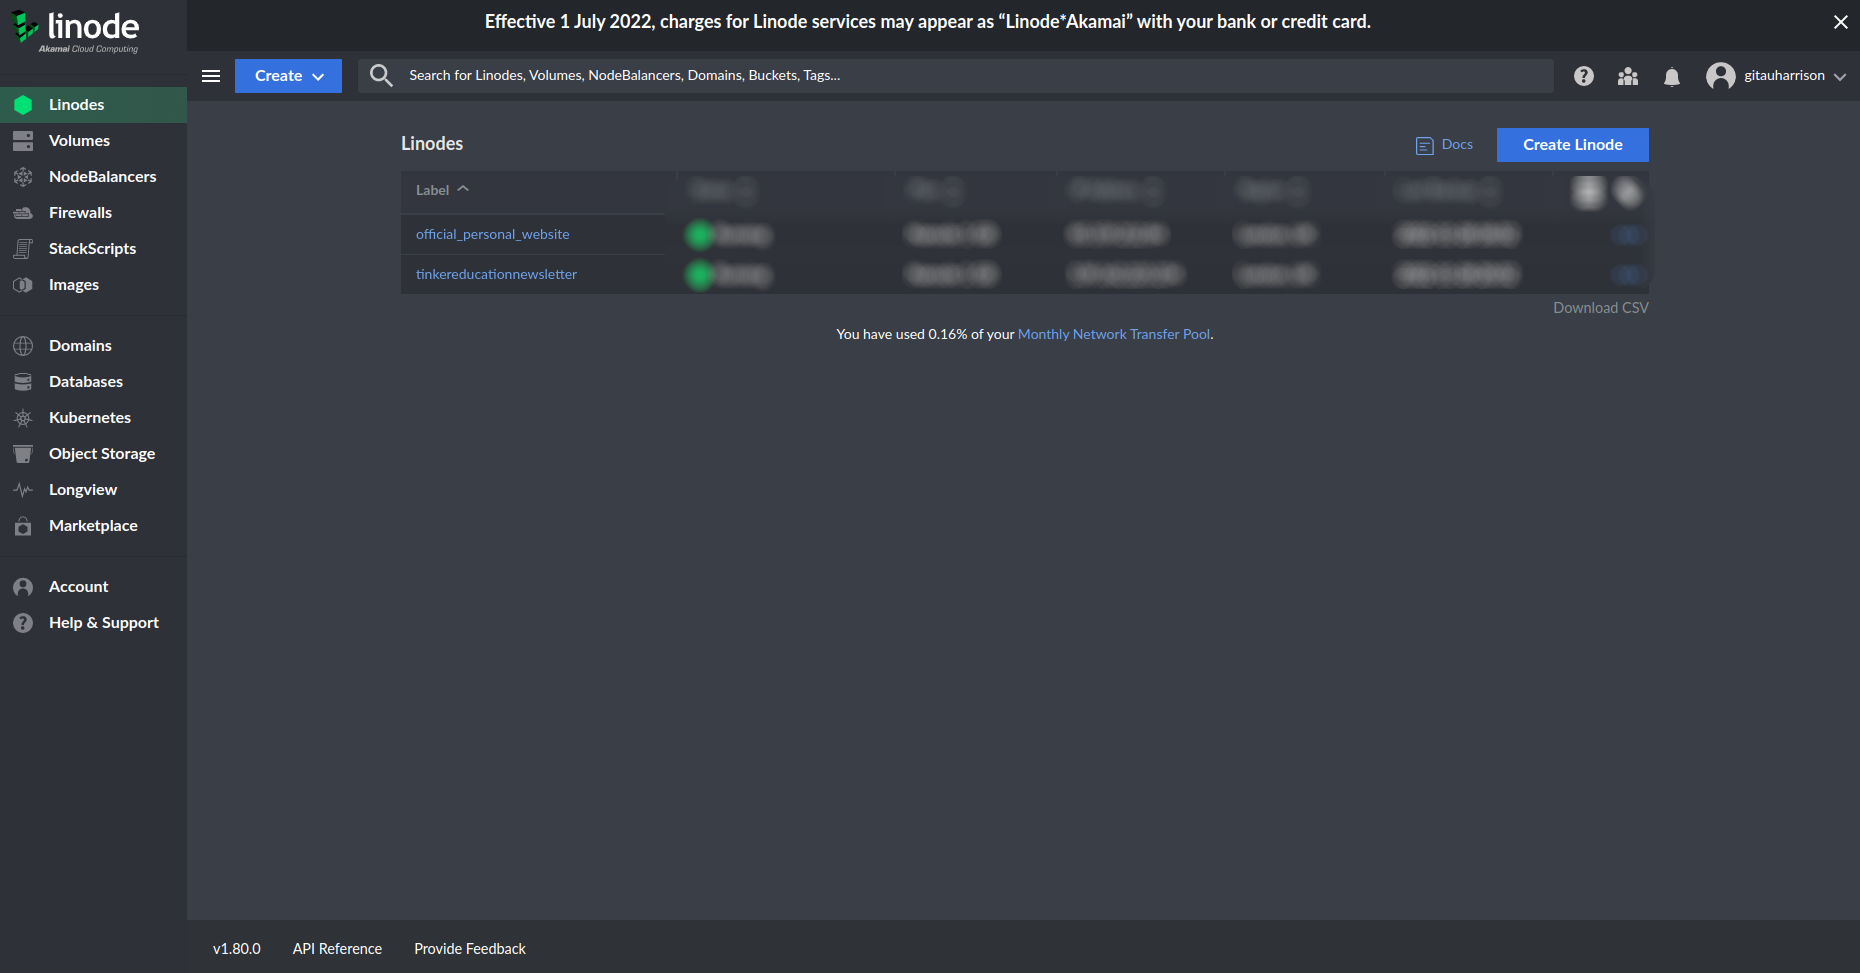 linode
Akamai Cloud Computing
Effective 1 July 2022, charges for Linode services may appear as “Linode*Akamai” with your bank or credit card.
Create
Search for Linodes, Volumes, NodeBalancers, Domains, Buckets, Tags...
gitauharrison
Linodes
Volumes
NodeBalancers
Firewalls
StackScripts
Images
Domains
Databases
Kubernetes
Object Storage
Longview
Marketplace
Account
Help & Support
Linodes
Docs
Create Linode
Label
official_personal_website
tinkereducationnewsletter
Download CSV
You have used 0.16% of your Monthly Network Transfer Pool.
v1.80.0 API Reference Provide Feedback